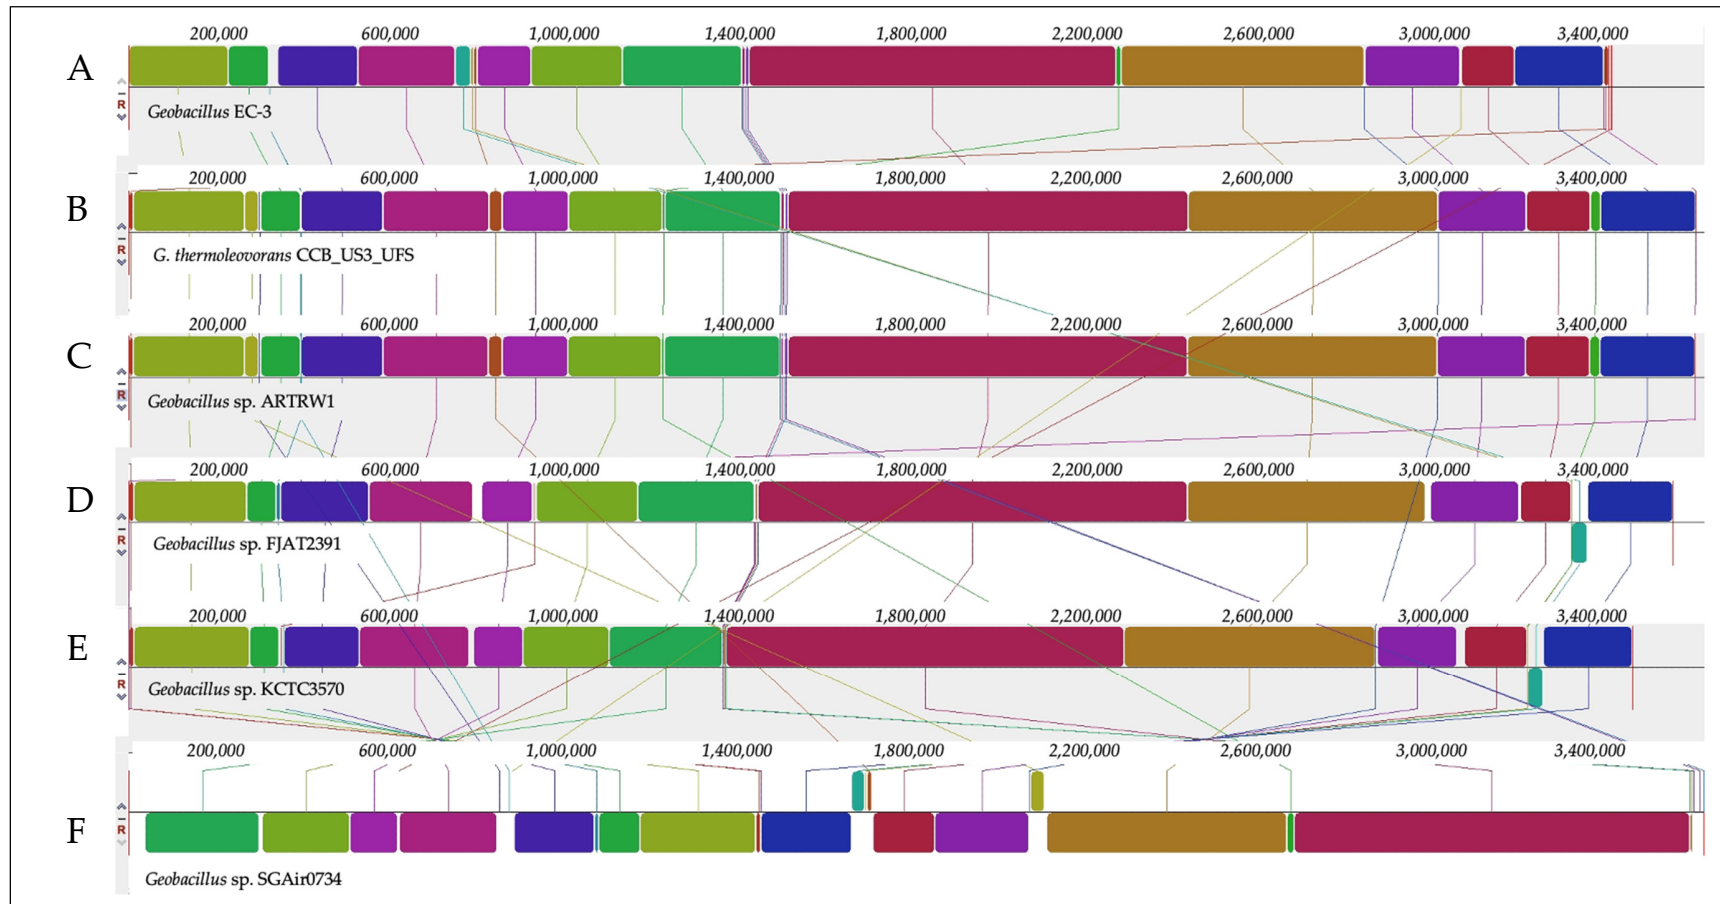 200,000 600,000 1,000,000 1,400,000 1,800,000 2,200,000 2,600,000 3,000,000 3,400,000
A
R
Geobacillus EC-3
200,000 600,000 1,000,000 1,400,000 1,800,000 2,200,000 2,600,000 3,000,000 3,400,000
B
R
G. thermoleovorans CCB_US3_UFS
200,000 600,000 1,000,000 1,400,000 1,800,000 2,200,000 2,600,000 3,000,000 3,400,000
C
R
Geobacillus sp. ARTRW1
200,000 600,000 1,000,000 1,400,000 1,800,000 2,200,000 2,600,000 3,000,000 3,400,000
D
R
Geobacillus sp. FJAT2391
200,000 600,000 1,000,000 1,400,000 1,800,000 2,200,000 2,600,000 3,000,000 3,400,000
E
R
Geobacillus sp. KCTC3570
200,000 600,000 1,000,000 1,400,000 1,800,000 2,200,000 2,600,000 3,000,000 3,400,000
F
R
Geobacillus sp. SGAir0734